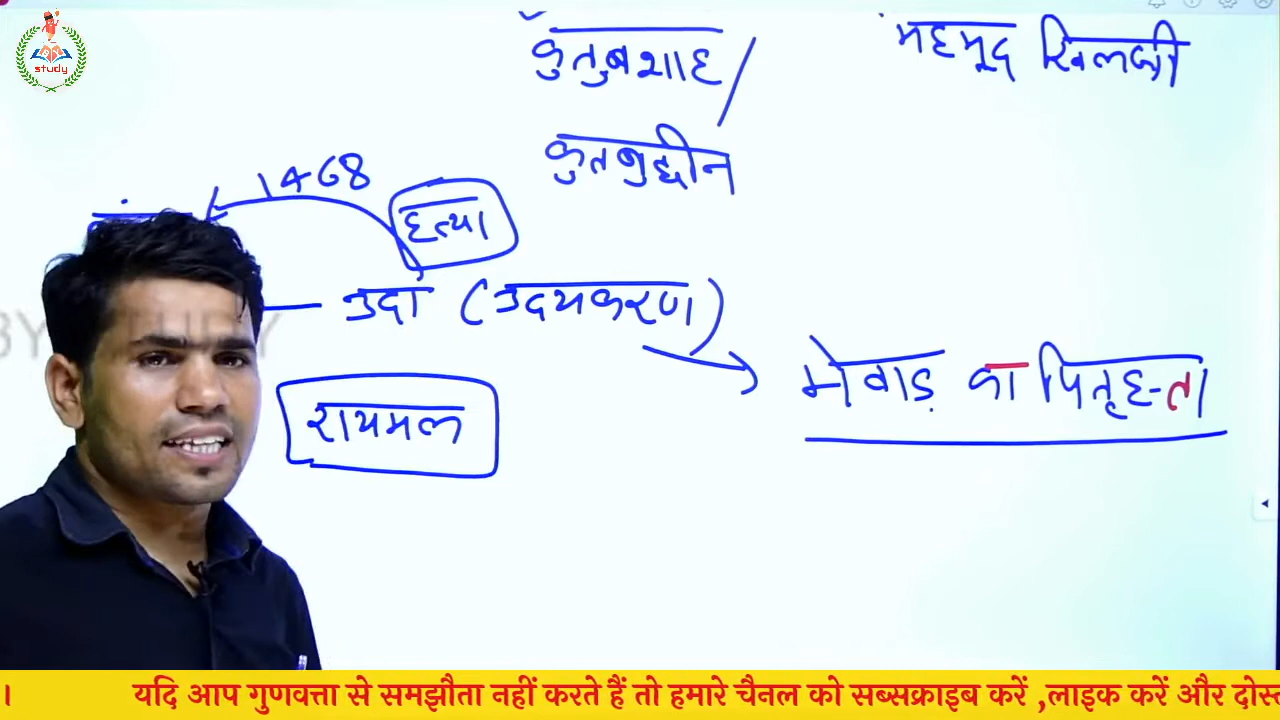 study
कुतुबशाह /
महमूद खिलजी
कुतबुद्दीन
1468
हत्या
उदा (उदयकरण)
मेवाड़ का पितृहन्ता
रायमल
। यदि आप गुणवत्ता से समझौता नहीं करते हैं तो हमारे चैनल को सब्सक्राइब करें ,लाइक करें और दोस्